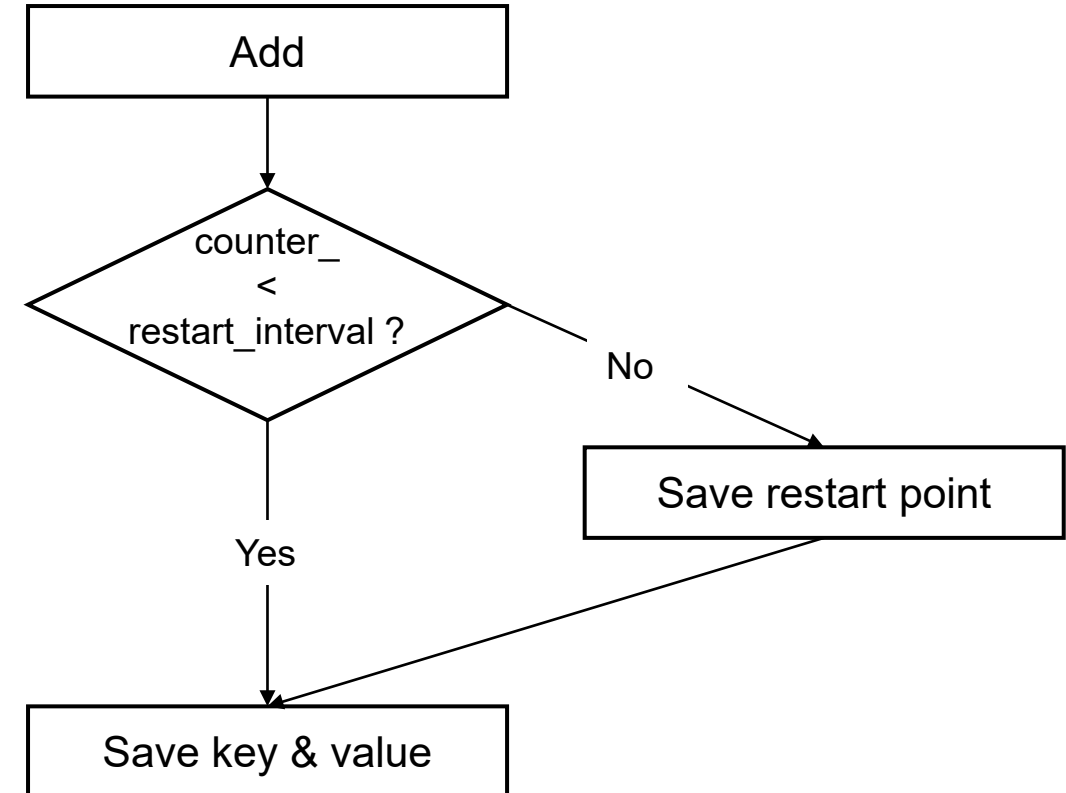 Add
counter_
<
restart_interval ?
No
Save restart point
Yes
Save key & value